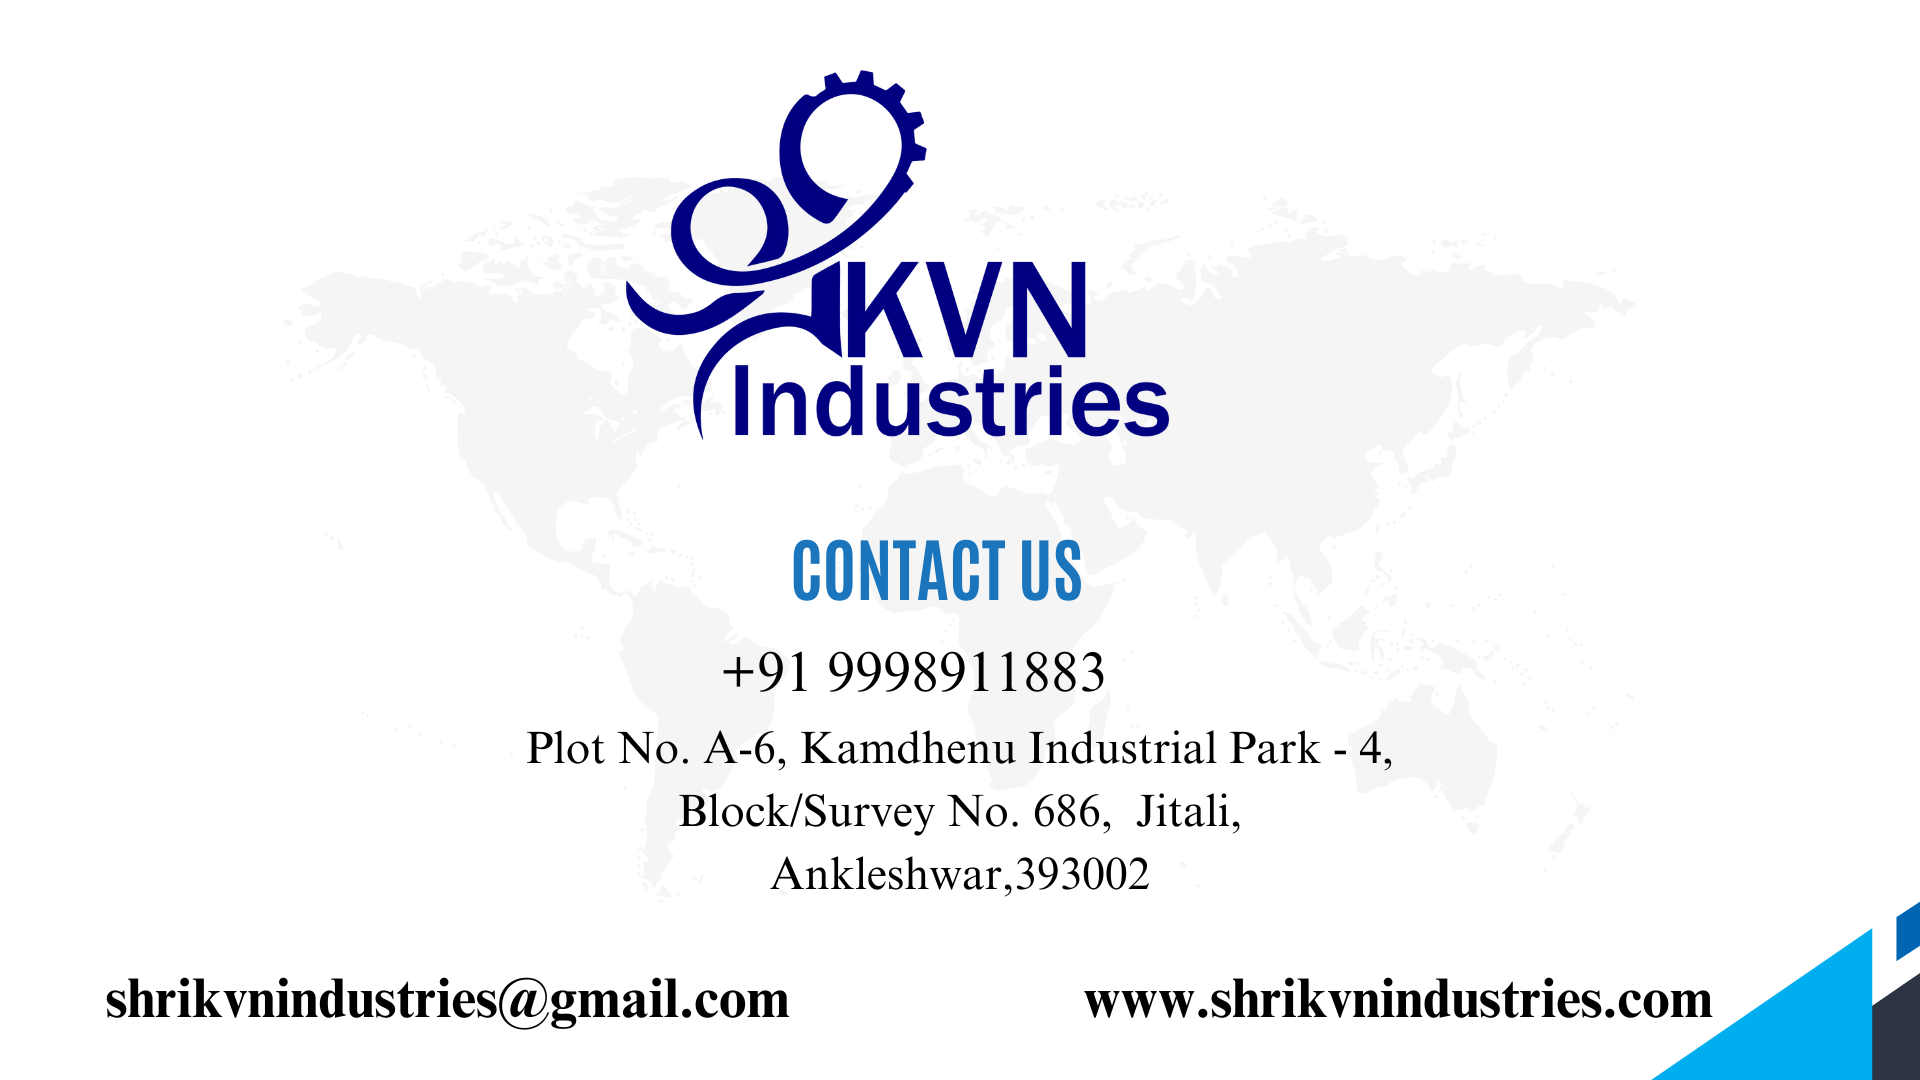 KVN
Industries
CONTACT US
+91 9998911883
Plot No. A-6, Kamdhenu Industrial Park - 4,
Block/Survey No. 686,  Jitali,
Ankleshwar,393002
shrikvnindustries@gmail.com
www.shrikvnindustries.com